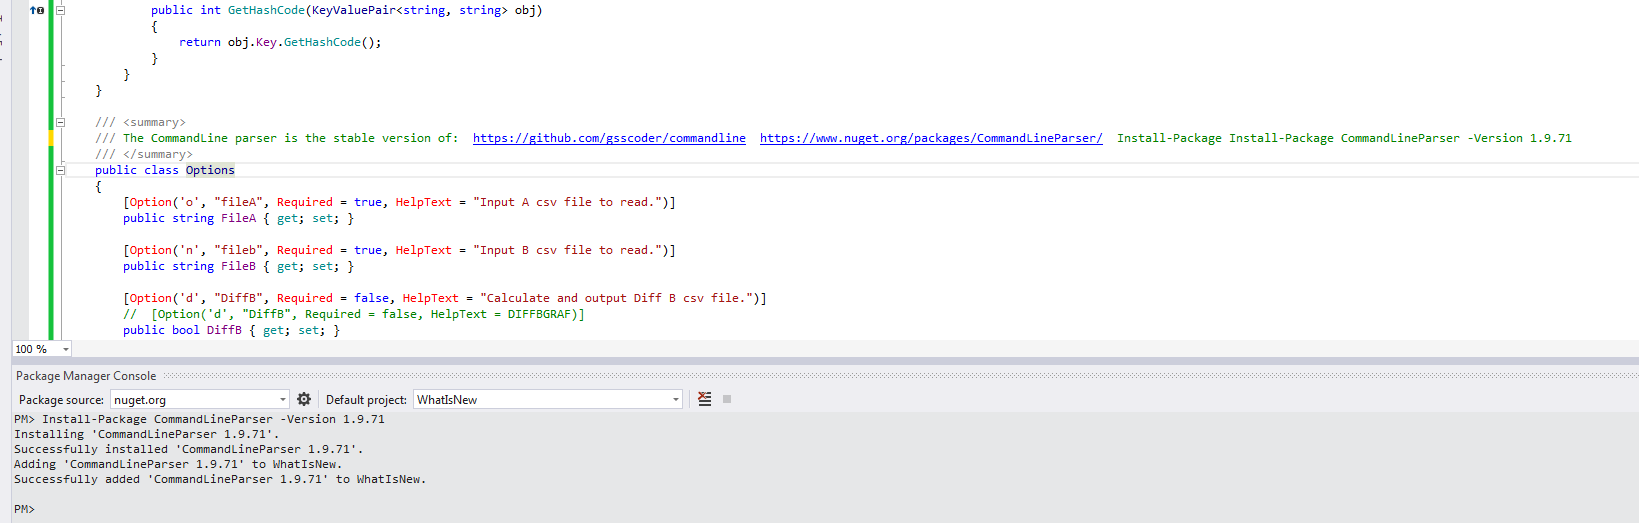 public int GetHashCode(KeyValuePair<string, string> obj)
{
return obj.Key.GetHashCode();
}
}
}
/// <summary>
/// The CommandLine parser is the stable version of:  https://github.com/gsscoder/commandline  https://www.nuget.org/packages/CommandLineParser/  Install-Package Install-Package CommandLineParser -Version 1.9.71
/// </summary>
public class Options
{
[Option('o', "fileA", Required = true, HelpText = "Input A csv file to read.")]
public string FileA { get; set; }
[Option('n', "fileb", Required = true, HelpText = "Input B csv file to read.")]
public string FileB { get; set; }
[Option('d', "DiffB", Required = false, HelpText = "Calculate and output Diff B csv file.")]
//  [Option('d', "DiffB", Required = false, HelpText = DIFFBGRAF)]
public bool DiffB { get; set; }
100 %
Package Manager Console
Package source: nuget.org Default project: WhatIsNew
PM> Install-Package CommandLineParser -Version 1.9.71
Installing 'CommandLineParser 1.9.71'.
Successfully installed 'CommandLineParser 1.9.71'.
Adding 'CommandLineParser 1.9.71' to WhatIsNew.
Successfully added 'CommandLineParser 1.9.71' to WhatIsNew.
PM>